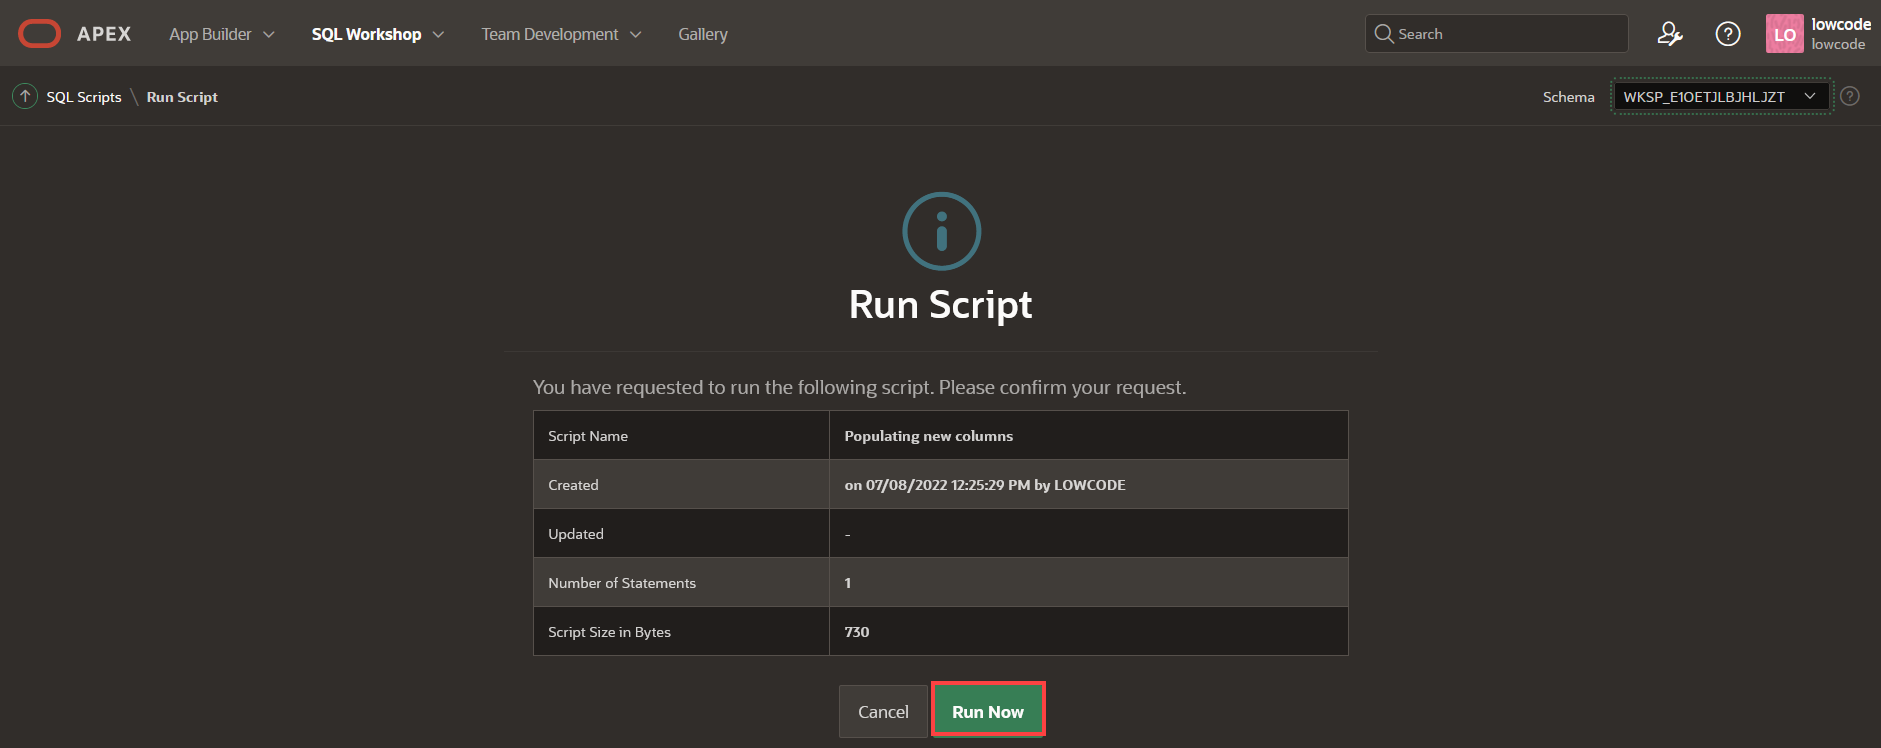 APEX App Builder SQL Workshop Team Development Gallery Search ? LO lowcode
lowcode
SQL Scripts \ Run Script Schema WKSP_E1OETJLBJHLJZT ?
Run Script
You have requested to run the following script. Please confirm your request.
Script Name Populating new columns
Created on 07/08/2022 12:25:29 PM by LOWCODE
Updated -
Number of Statements 1
Script Size in Bytes 730
Cancel Run Now